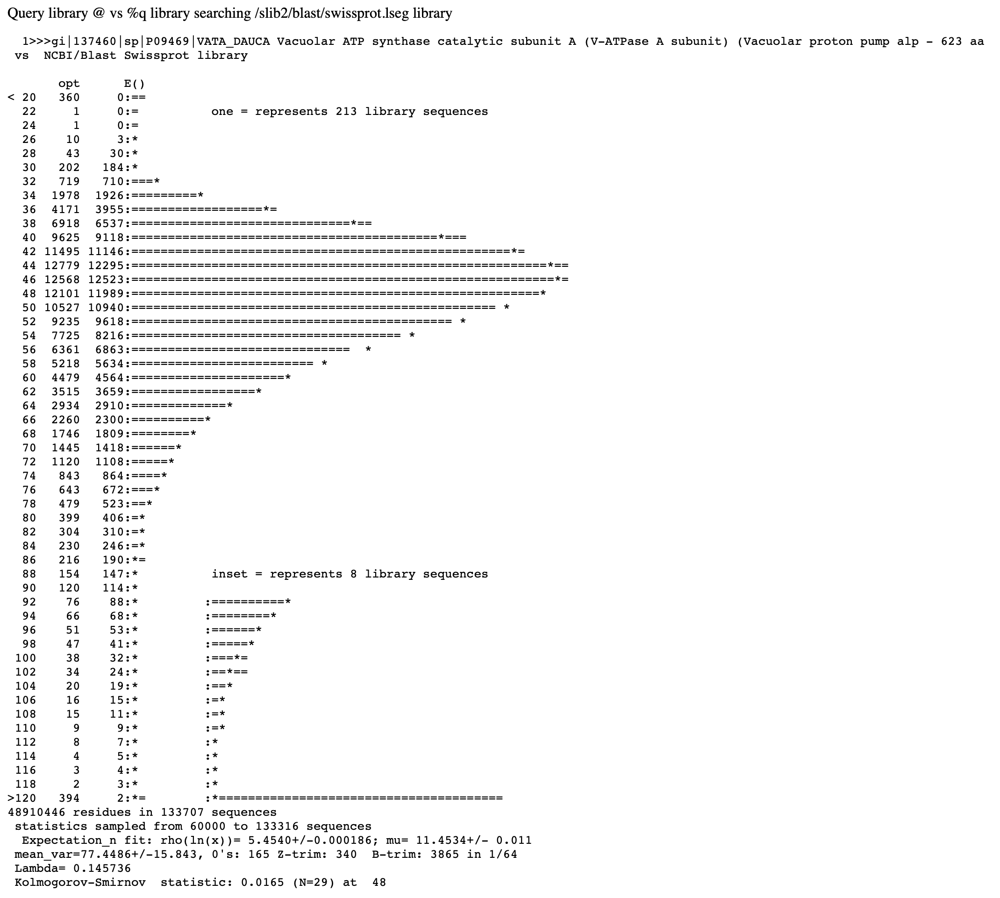 Query library @ vs %q library searching /slib2/blast/swissprot.lseg library
1>>>gi|137460|sp|P09469|VATA_DAUCA Vacuolar ATP synthase catalytic subunit A (V-ATPase A subunit) (Vacuolar proton pump alp - 623 aa
vs  NCBI/Blast Swissprot library
       opt      E()
< 20   360     0:==
  22     1     0:=          one = represents 213 library sequences
  24     1     0:=
  26    10     3:*
  28    43    30:*
  30   202   184:*
  32   719   710:===*
  34  1978  1926:=========*
  36  4171  3955:==================*=
  38  6918  6537:==============================*==
  40  9625  9118:==========================================*===
  42 11495 11146:====================================================*=
  44 12779 12295:=========================================================*==
  46 12568 12523:==========================================================*=
  48 12101 11989:========================================================*
  50 10527 10940:================================================== *
  52  9235  9618:============================================ *
  54  7725  8216:===================================== *
  56  6361  6863:==============================  *
  58  5218  5634:========================= *
  60  4479  4564:=====================*
  62  3515  3659:=================*
  64  2934  2910:=============*
  66  2260  2300:==========*
  68  1746  1809:========*
  70  1445  1418:======*
  72  1120  1108:=====*
  74   843   864:====*
  76   643   672:===*
  78   479   523:==*
  80   399   406:=*
  82   304   310:=*
  84   230   246:=*
  86   216   190:*=
  88   154   147:*          inset = represents 8 library sequences
  90   120   114:*
  92    76    88:*         :==========*
  94    66    68:*         :========*
  96    51    53:*         :======*
  98    47    41:*         :=====*
 100    38    32:*         :===*=
 102    34    24:*         :==*==
 104    20    19:*         :==*
 106    16    15:*         :=*
 108    15    11:*         :=*
 110     9     9:*         :=*
 112     8     7:*         :*
 114     4     5:*         :*
 116     3     4:*         :*
 118     2     3:*         :*
>120   394     2:*=        :*=======================================
48910446 residues in 133707 sequences
 statistics sampled from 60000 to 133316 sequences
  Expectation_n fit: rho(ln(x))= 5.4540+/-0.000186; mu= 11.4534+/- 0.011
 mean_var=77.4486+/-15.843, 0's: 165 Z-trim: 340  B-trim: 3865 in 1/64
 Lambda= 0.145736
 Kolmogorov-Smirnov  statistic: 0.0165 (N=29) at  48